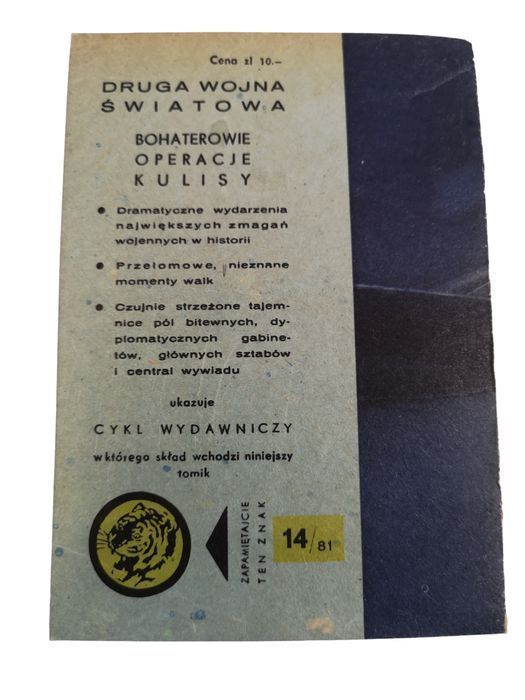 Cena zł 10.–
DRUGA WOJNA
ŚWIATOWA
BOHATEROWIE
OPERACJE
KULISY
● Dramatyczne wydarzenia
największych zmagań
wojennych w historii
● Przełomowe, nieznane
momenty walk
● Czujnie strzeżone tajem-
nice pól bitewnych, dy-
plomatycznych gabine-
tów, głównych sztabów
i central wywiadu
ukazuje
CYKL WYDAWNICZY
w którego skład wchodzi niniejszy
tomik
ZAPAMIĘTAJCIE
TEN ZNAK
14/81